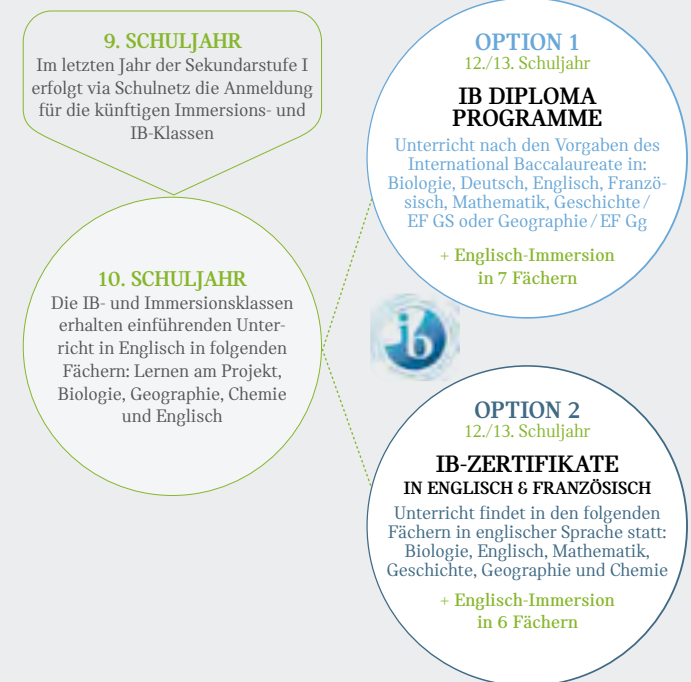 9. SCHULJAHR
Im letzten Jahr der Sekundarstufe I
erfolgt via Schulnetz die Anmeldung
für die künftigen Immersions- und
IB-Klassen
10. SCHULJAHR
Die IB- und Immersionsklassen
erhalten einführenden Unter-
richt in Englisch in folgenden
Fächern: Lernen am Projekt,
Biologie, Geographie, Chemie
und Englisch
OPTION 1
12./13. Schuljahr
IB DIPLOMA
PROGRAMME
Unterricht nach den Vorgaben des
International Baccalaureate in:
Biologie, Deutsch, Englisch, Franzö-
sisch, Mathematik, Geschichte /
EF GS oder Geographie / EF Gg
+ Englisch-Immersion
in 7 Fächern
ib
OPTION 2
12./13. Schuljahr
IB-ZERTIFIKATE
IN ENGLISCH & FRANZÖSISCH
Unterricht findet in den folgenden
Fächern in englischer Sprache statt:
Biologie, Englisch, Mathematik,
Geschichte, Geographie und Chemie
+ Englisch-Immersion
in 6 Fächern